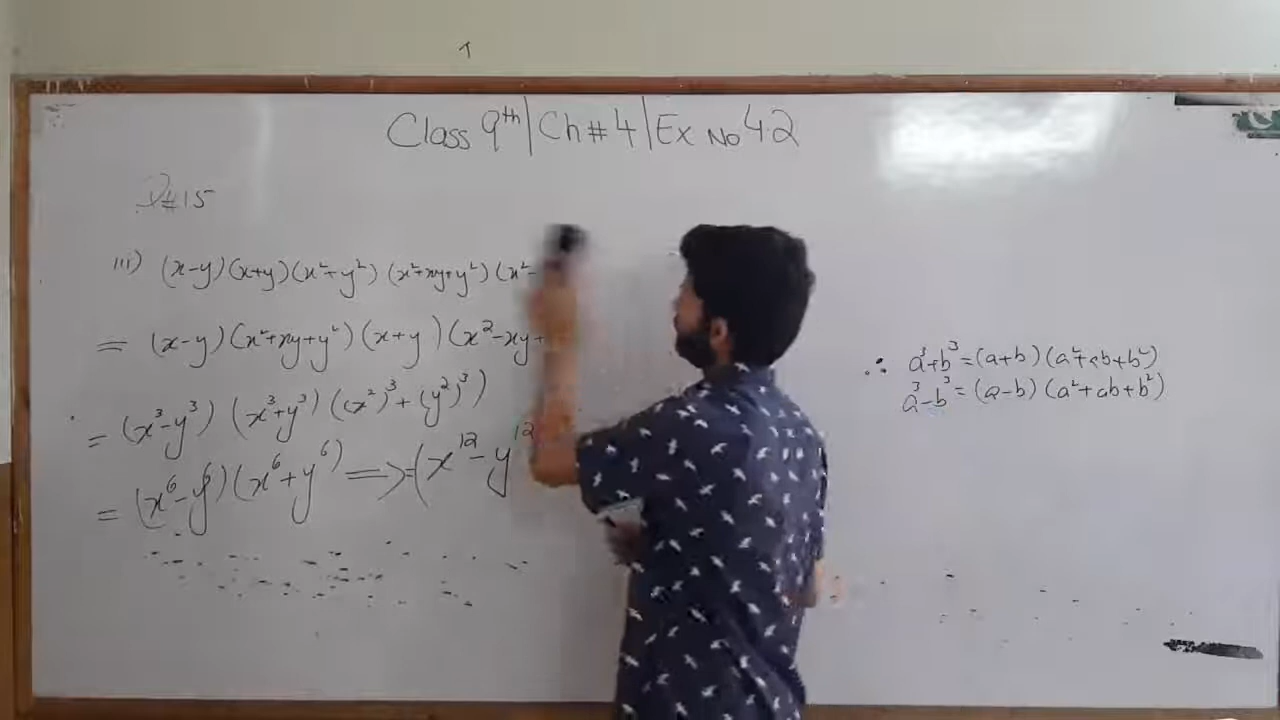 Class 9th | Ch # 4 | Ex No 4.2
Q#15
iii) (x-y)(x+y)(x²+y²)(x²+xy+y²)(x²-
= (x-y)(x²+xy+y²)(x+y)(x²-xy+
= (x³-y³)(x³+y³)((x²)³+(y²)³)
= (x⁶-y⁶)(x⁶+y⁶) => (x¹²-y¹²
∴ a³+b³=(a+b)(a²+ab+b²)
a³-b³=(a-b)(a²+ab+b²)